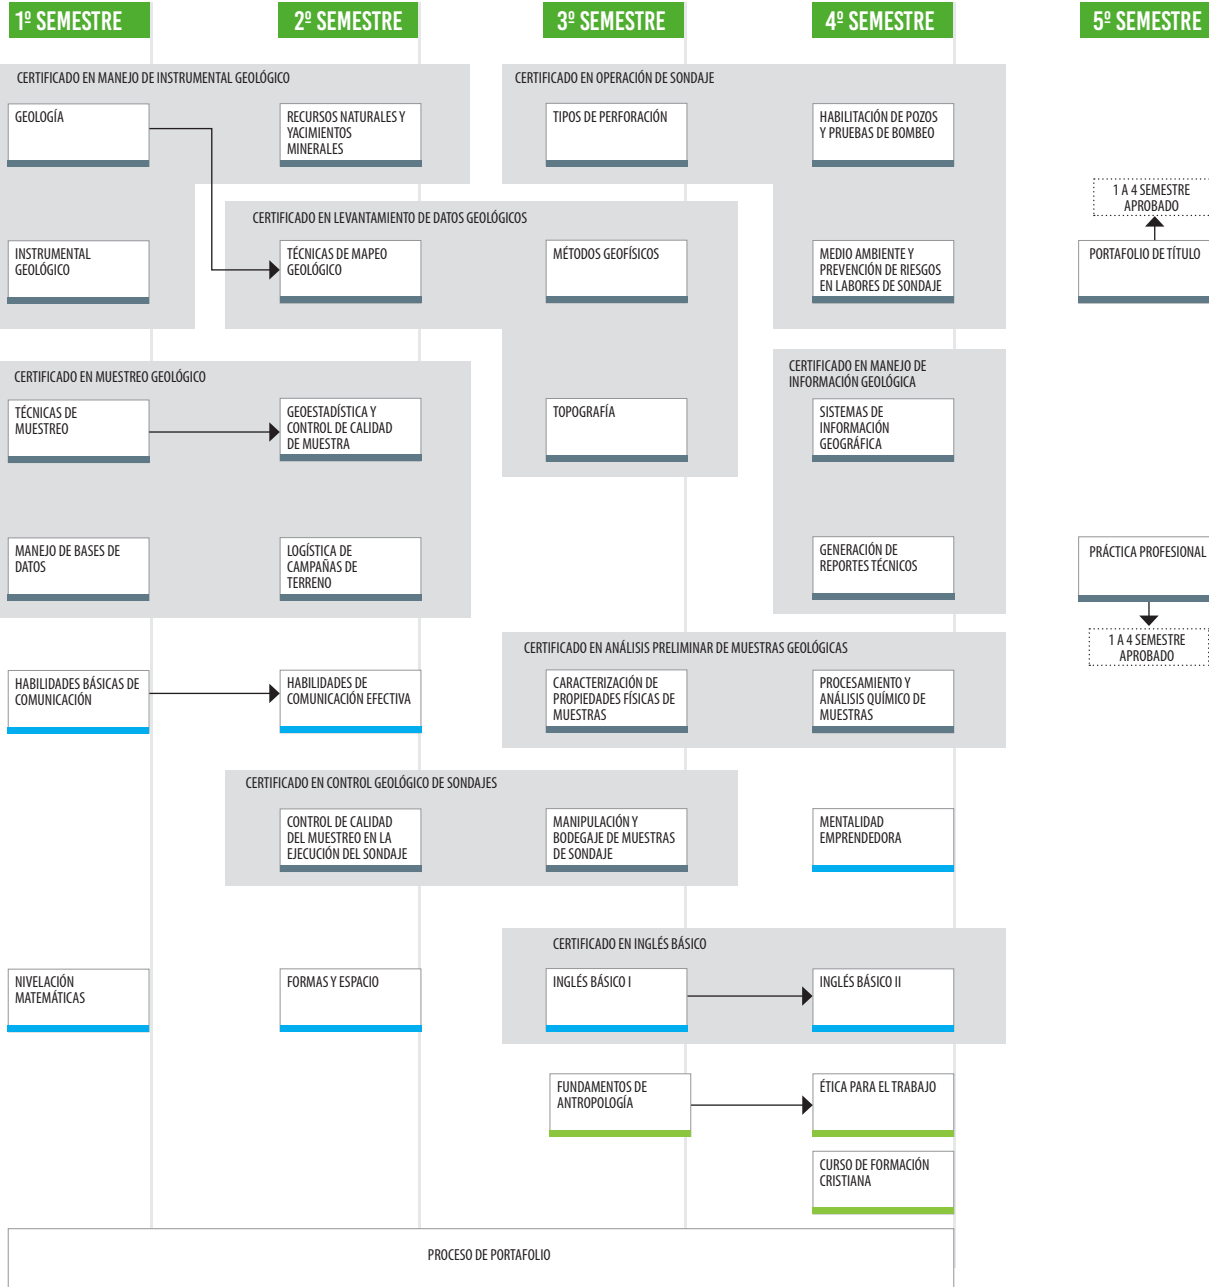 1º SEMESTRE
2º SEMESTRE
3º SEMESTRE
4º SEMESTRE
5º SEMESTRE
CERTIFICADO EN MANEJO DE INSTRUMENTAL GEOLÓGICO
CERTIFICADO EN OPERACIÓN DE SONDAJE
GEOLOGÍA
RECURSOS NATURALES Y
YACIMIENTOS
MINERALES
TIPOS DE PERFORACIÓN
HABILITACIÓN DE POZOS
Y PRUEBAS DE BOMBEO
1 A 4 SEMESTRE
APROBADO
CERTIFICADO EN LEVANTAMIENTO DE DATOS GEOLÓGICOS
INSTRUMENTAL
GEOLÓGICO
TÉCNICAS DE MAPEO
GEOLÓGICO
MÉTODOS GEOFÍSICOS
MEDIO AMBIENTE Y
PREVENCIÓN DE RIESGOS
EN LABORES DE SONDAJE
PORTAFOLIO DE TÍTULO
CERTIFICADO EN MUESTREO GEOLÓGICO
CERTIFICADO EN MANEJO DE
INFORMACIÓN GEOLÓGICA
TÉCNICAS DE
MUESTREO
GEOESTADÍSTICA Y
CONTROL DE CALIDAD
DE MUESTRA
TOPOGRAFÍA
SISTEMAS DE
INFORMACIÓN
GEOGRÁFICA
MANEJO DE BASES DE
DATOS
LOGÍSTICA DE
CAMPAÑAS DE
TERRENO
GENERACIÓN DE
REPORTES TÉCNICOS
PRÁCTICA PROFESIONAL
1 A 4 SEMESTRE
APROBADO
CERTIFICADO EN ANÁLISIS PRELIMINAR DE MUESTRAS GEOLÓGICAS
HABILIDADES BÁSICAS DE
COMUNICACIÓN
HABILIDADES DE
COMUNICACIÓN EFECTIVA
CARACTERIZACIÓN DE
PROPIEDADES FÍSICAS DE
MUESTRAS
PROCESAMIENTO Y
ANÁLISIS QUÍMICO DE
MUESTRAS
CERTIFICADO EN CONTROL GEOLÓGICO DE SONDAJES
CONTROL DE CALIDAD
DEL MUESTREO EN LA
EJECUCIÓN DEL SONDAJE
MANIPULACIÓN Y
BODEGAJE DE MUESTRAS
DE SONDAJE
MENTALIDAD
EMPRENDEDORA
CERTIFICADO EN INGLÉS BÁSICO
NIVELACIÓN
MATEMÁTICAS
FORMAS Y ESPACIO
INGLÉS BÁSICO I
INGLÉS BÁSICO II
FUNDAMENTOS DE
ANTROPOLOGÍA
ÉTICA PARA EL TRABAJO
CURSO DE FORMACIÓN
CRISTIANA
PROCESO DE PORTAFOLIO